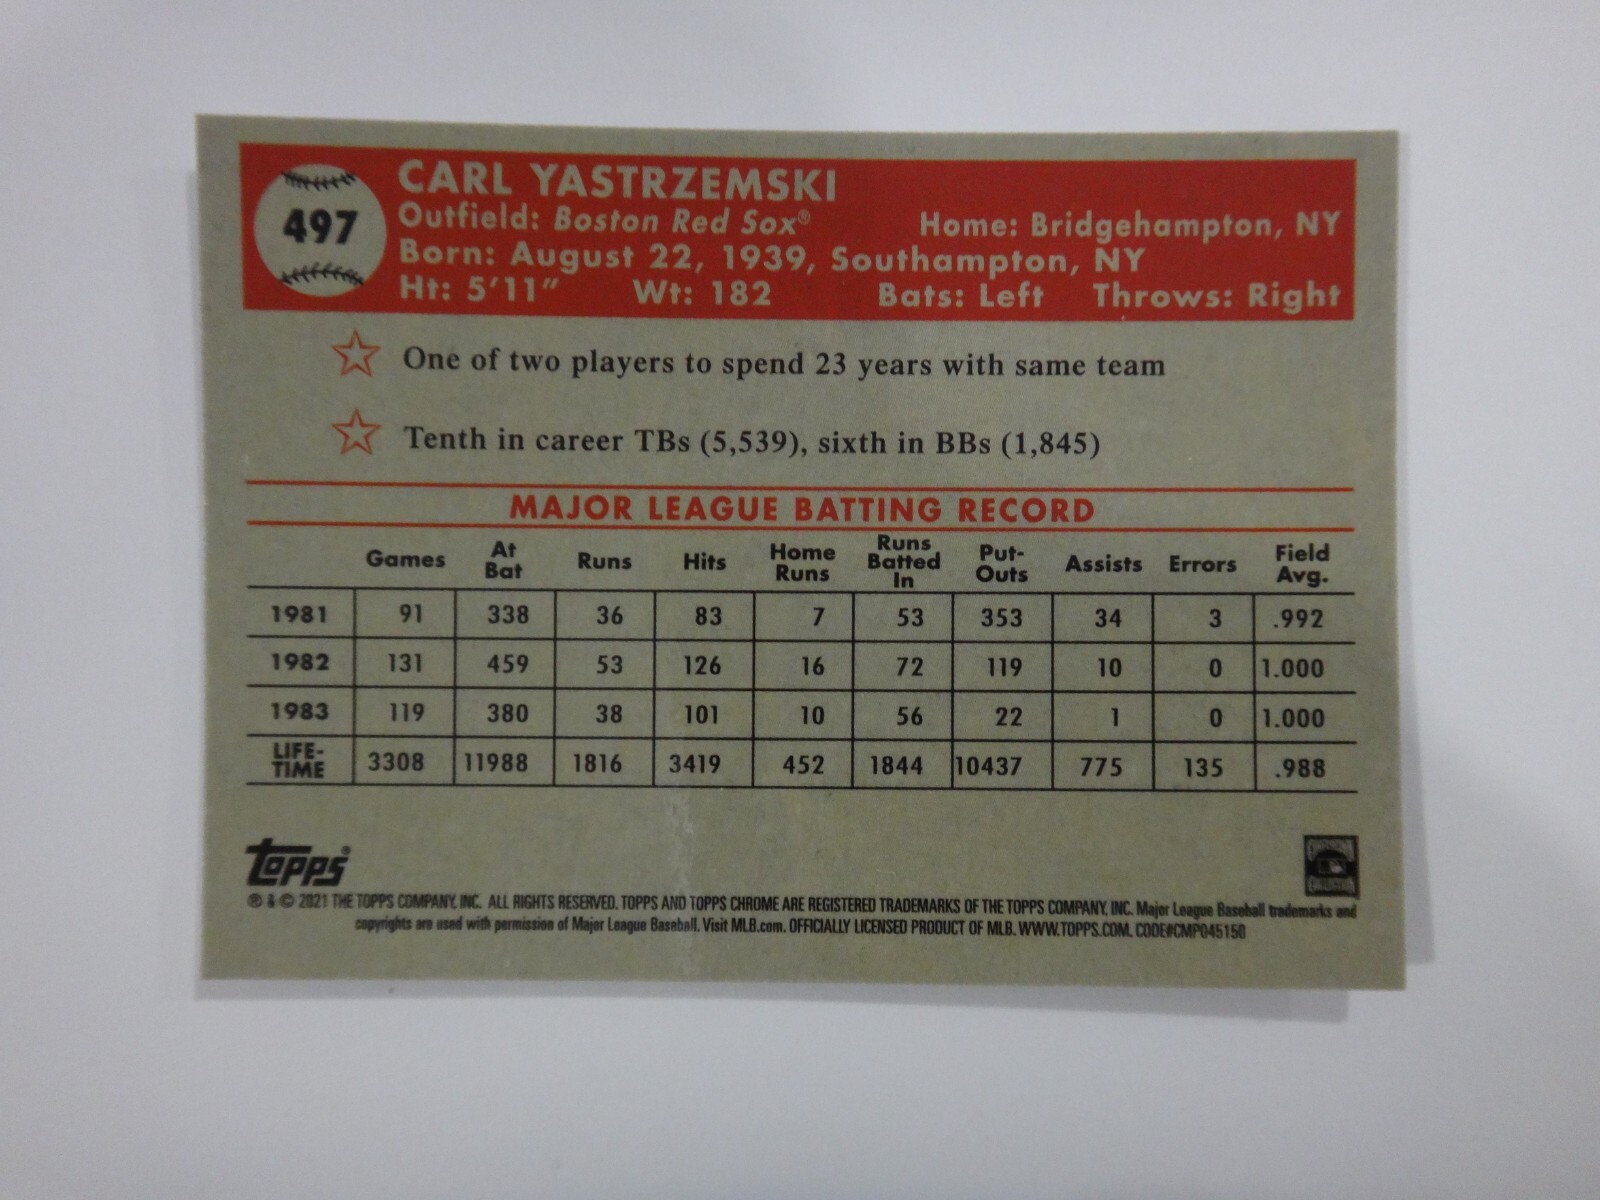 497
CARL YASTRZEMSKI
Outfield: Boston Red Sox® Home: Bridgehampton, NY
Born: August 22, 1939, Southampton, NY
Ht: 5'11" Wt: 182 Bats: Left Throws: Right
One of two players to spend 23 years with same team
Tenth in career TBs (5,539), sixth in BBs (1,845)
MAJOR LEAGUE BATTING RECORD
Games At Bat Runs Hits Home Runs Runs Batted In Put-Outs Assists Errors Field Avg.
1981 91 338 36 83 7 53 353 34 3 .992
1982 131 459 53 126 16 72 119 10 0 1.000
1983 119 380 38 101 10 56 22 1 0 1.000
LIFE-TIME 3308 11988 1816 3419 452 1844 10437 775 135 .988
Topps®
® & © 2021 THE TOPPS COMPANY, INC. ALL RIGHTS RESERVED. TOPPS AND TOPPS CHROME ARE REGISTERED TRADEMARKS OF THE TOPPS COMPANY, INC. Major League Baseball trademarks and
copyrights are used with permission of Major League Baseball. Visit MLB.com. OFFICIALLY LICENSED PRODUCT OF MLB. WWW.TOPPS.COM. CODE#CMP045150